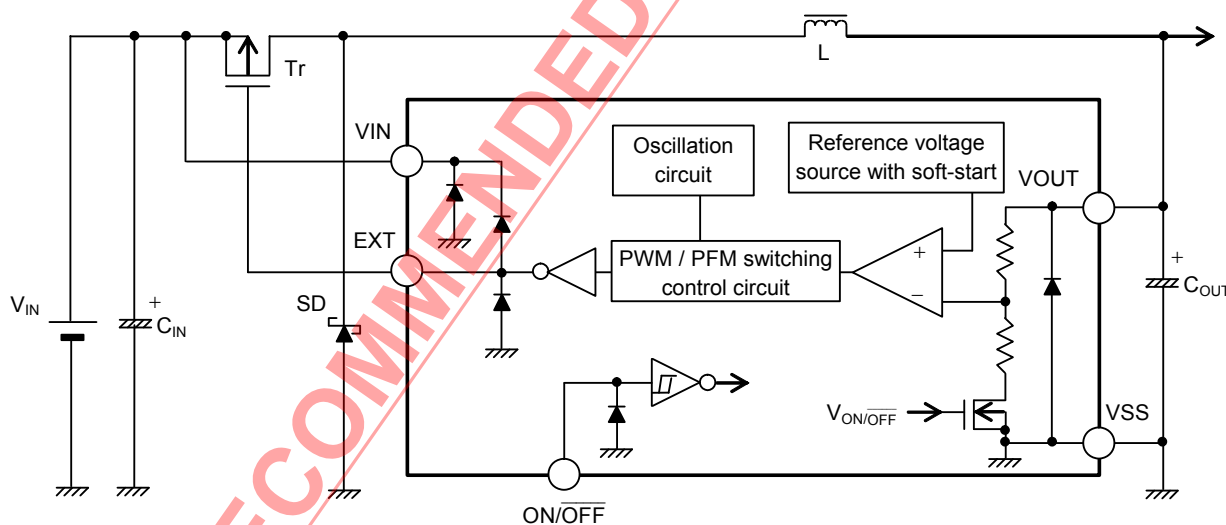 Tr
L
VIN
Oscillation
circuit
Reference voltage
source with soft-start
VOUT
EXT
PWM / PFM switching
control circuit
+
−
+
COUT
VIN
+
CIN
SD
VON/OFF
VSS
ON/OFF
ECOMMENDED